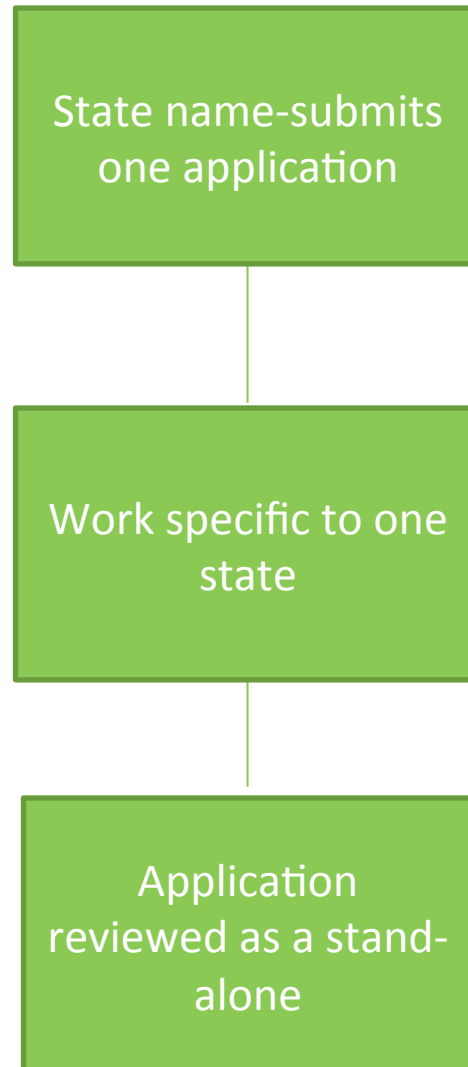 State name-submits
one application
Work specific to one
state
Application
reviewed as a stand-
alone